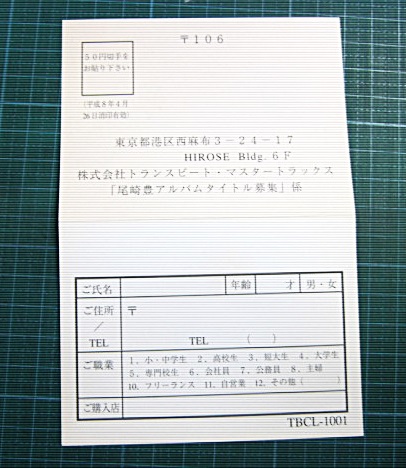 〒106
50円切手を
お貼り下さい
(平成8年4月
26日消印有効)
東京都港区西麻布3-24-17
HIROSE Bldg. 6F
株式会社トランスビート・マスタートラックス
「尾崎豊アルバムタイトル募集」係
ご氏名 年齢 才 男・女
ご住所 〒
/
TEL TEL ( )
ご職業 1. 小・中学生 2. 高校生 3. 短大生 4. 大学生
5. 専門校生 6. 会社員 7. 公務員 8. 主婦
10. フリーランス 11. 自営業 12. その他( )
ご購入店
TBCL-1001